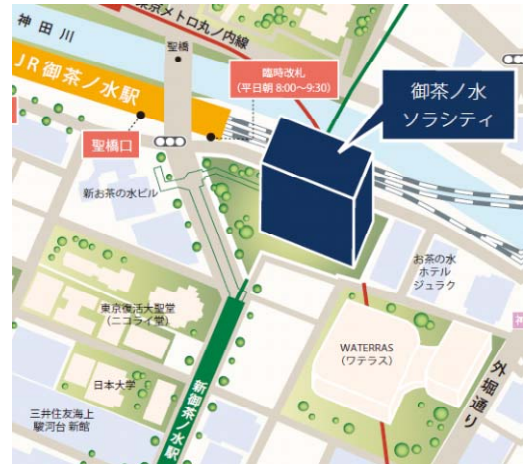 東京メトロ丸ノ内線
神田川
聖橋
JR御茶ノ水駅
臨時改札
(平日朝 8:00〜9:30)
御茶ノ水
ソラシティ
聖橋口
新お茶の水ビル
お茶の水
ホテル
ジュラク
東京復活大聖堂
(ニコライ堂)
WATERRAS
(ワテラス)
日本大学
新御茶ノ水駅
外堀通り
三井住友海上
駿河台 新館
神